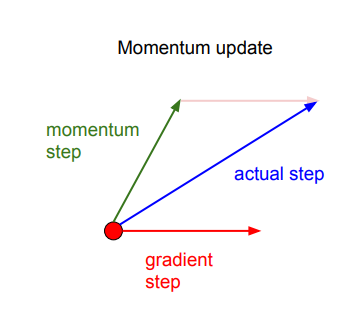 Momentum update
momentum
step
actual step
gradient
step